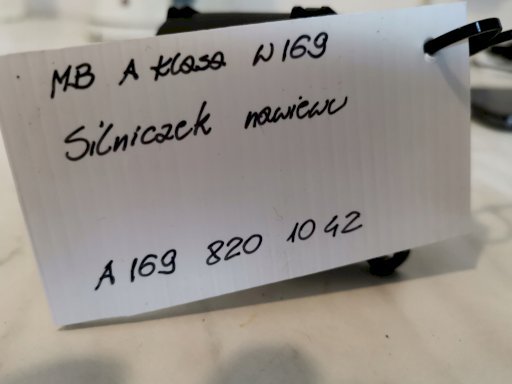 MB A klasa W169
Silniczek nawiewu
A 169 820 10 42